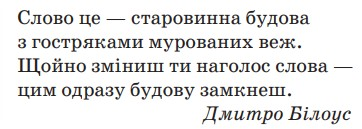 Слово це — старовинна будова
з гостряками мурованих веж.
Щойно зміниш ти наголос слова —
цим одразу будову замкнеш.
Дмитро Білоус